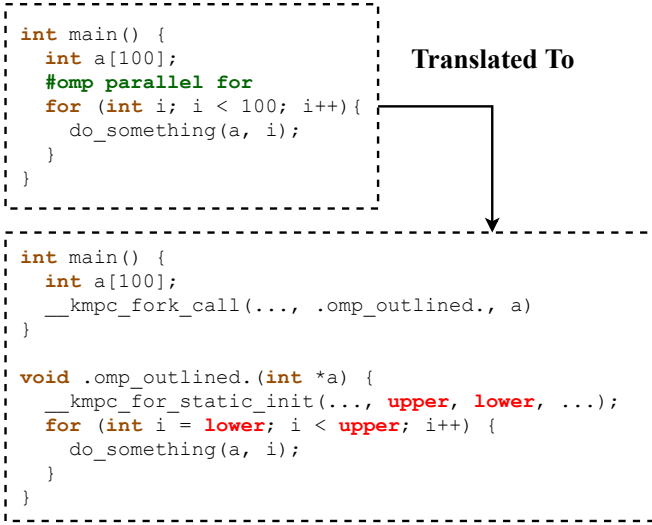 int main() {
  int a[100];
  #omp parallel for
  for (int i; i < 100; i++){
    do_something(a, i);
  }
}
Translated To
int main() {
  int a[100];
  __kmpc_fork_call(..., .omp_outlined., a)
}
void .omp_outlined.(int *a) {
  __kmpc_for_static_init(..., upper, lower, ...);
  for (int i = lower; i < upper; i++) {
    do_something(a, i);
  }
}